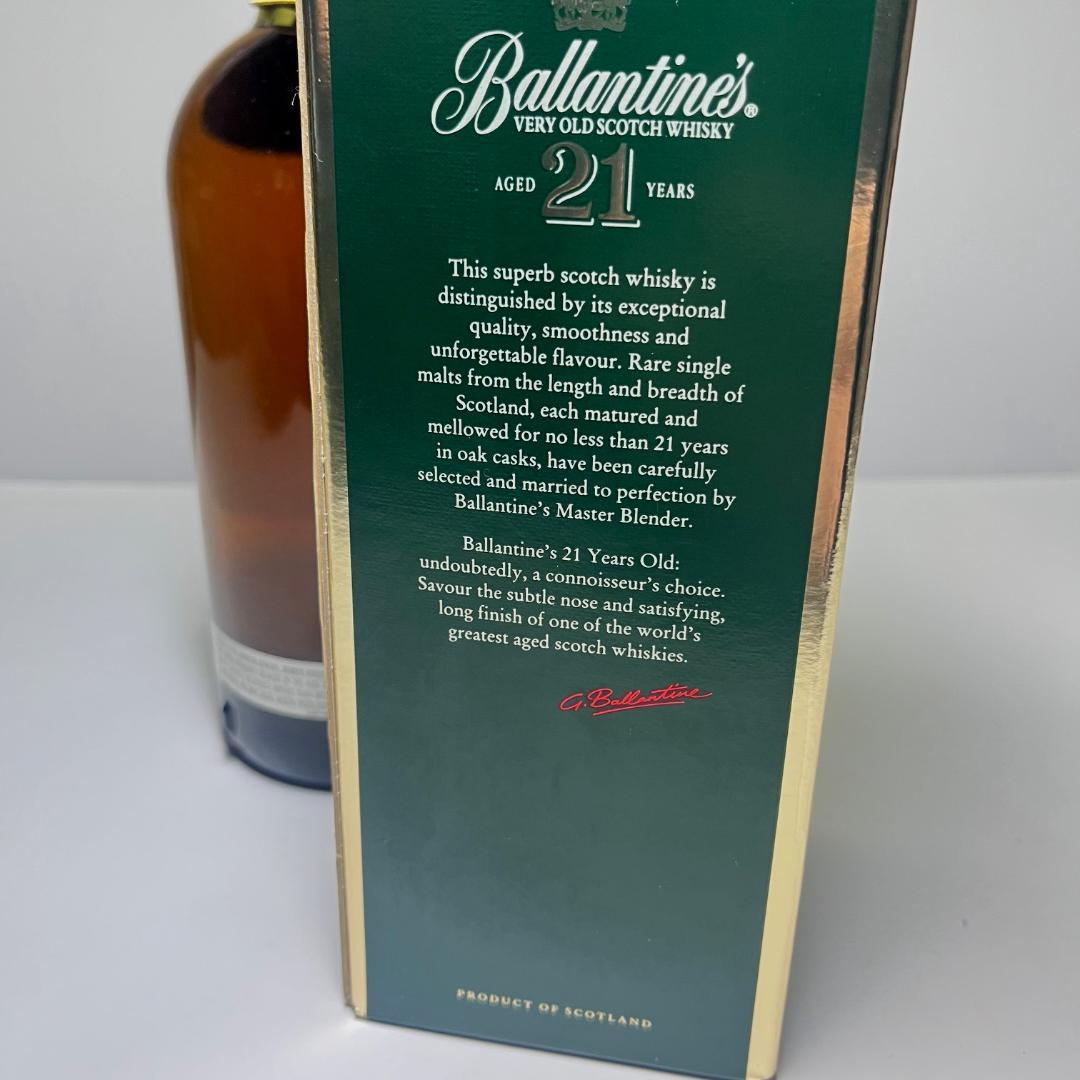 Ballantine's®
VERY OLD SCOTCH WHISKY
AGED 21 YEARS
This superb scotch whisky is
distinguished by its exceptional
quality, smoothness and
unforgettable flavour. Rare single
malts from the length and breadth of
Scotland, each matured and
mellowed for no less than 21 years
in oak casks, have been carefully
selected and married to perfection by
Ballantine's Master Blender.
Ballantine's 21 Years Old:
undoubtedly, a connoisseur's choice.
Savour the subtle nose and satisfying,
long finish of one of the world's
greatest aged scotch whiskies.
G. Ballantine
PRODUCT OF SCOTLAND